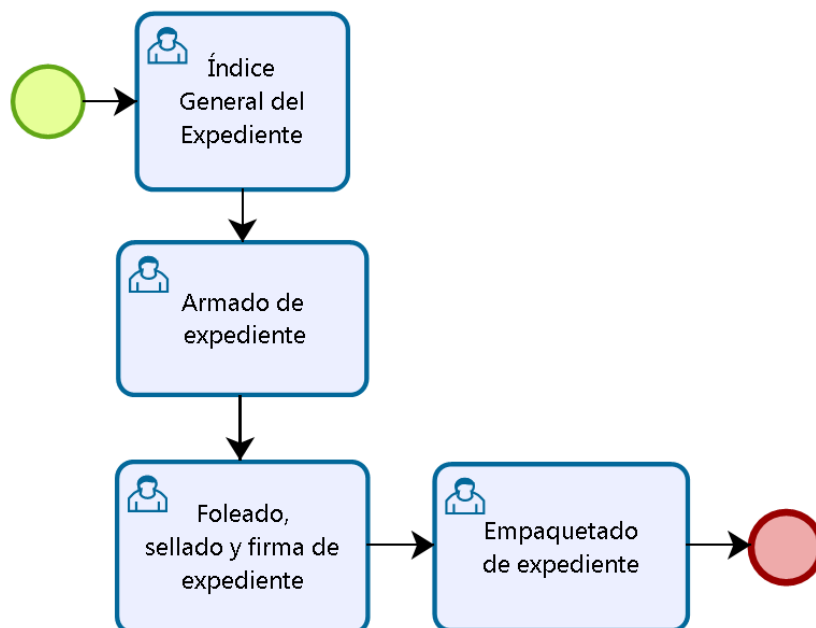 Índice
General del
Expediente
Armado de
expediente
Foleado,
sellado y firma de
expediente
Empaquetado
de expediente